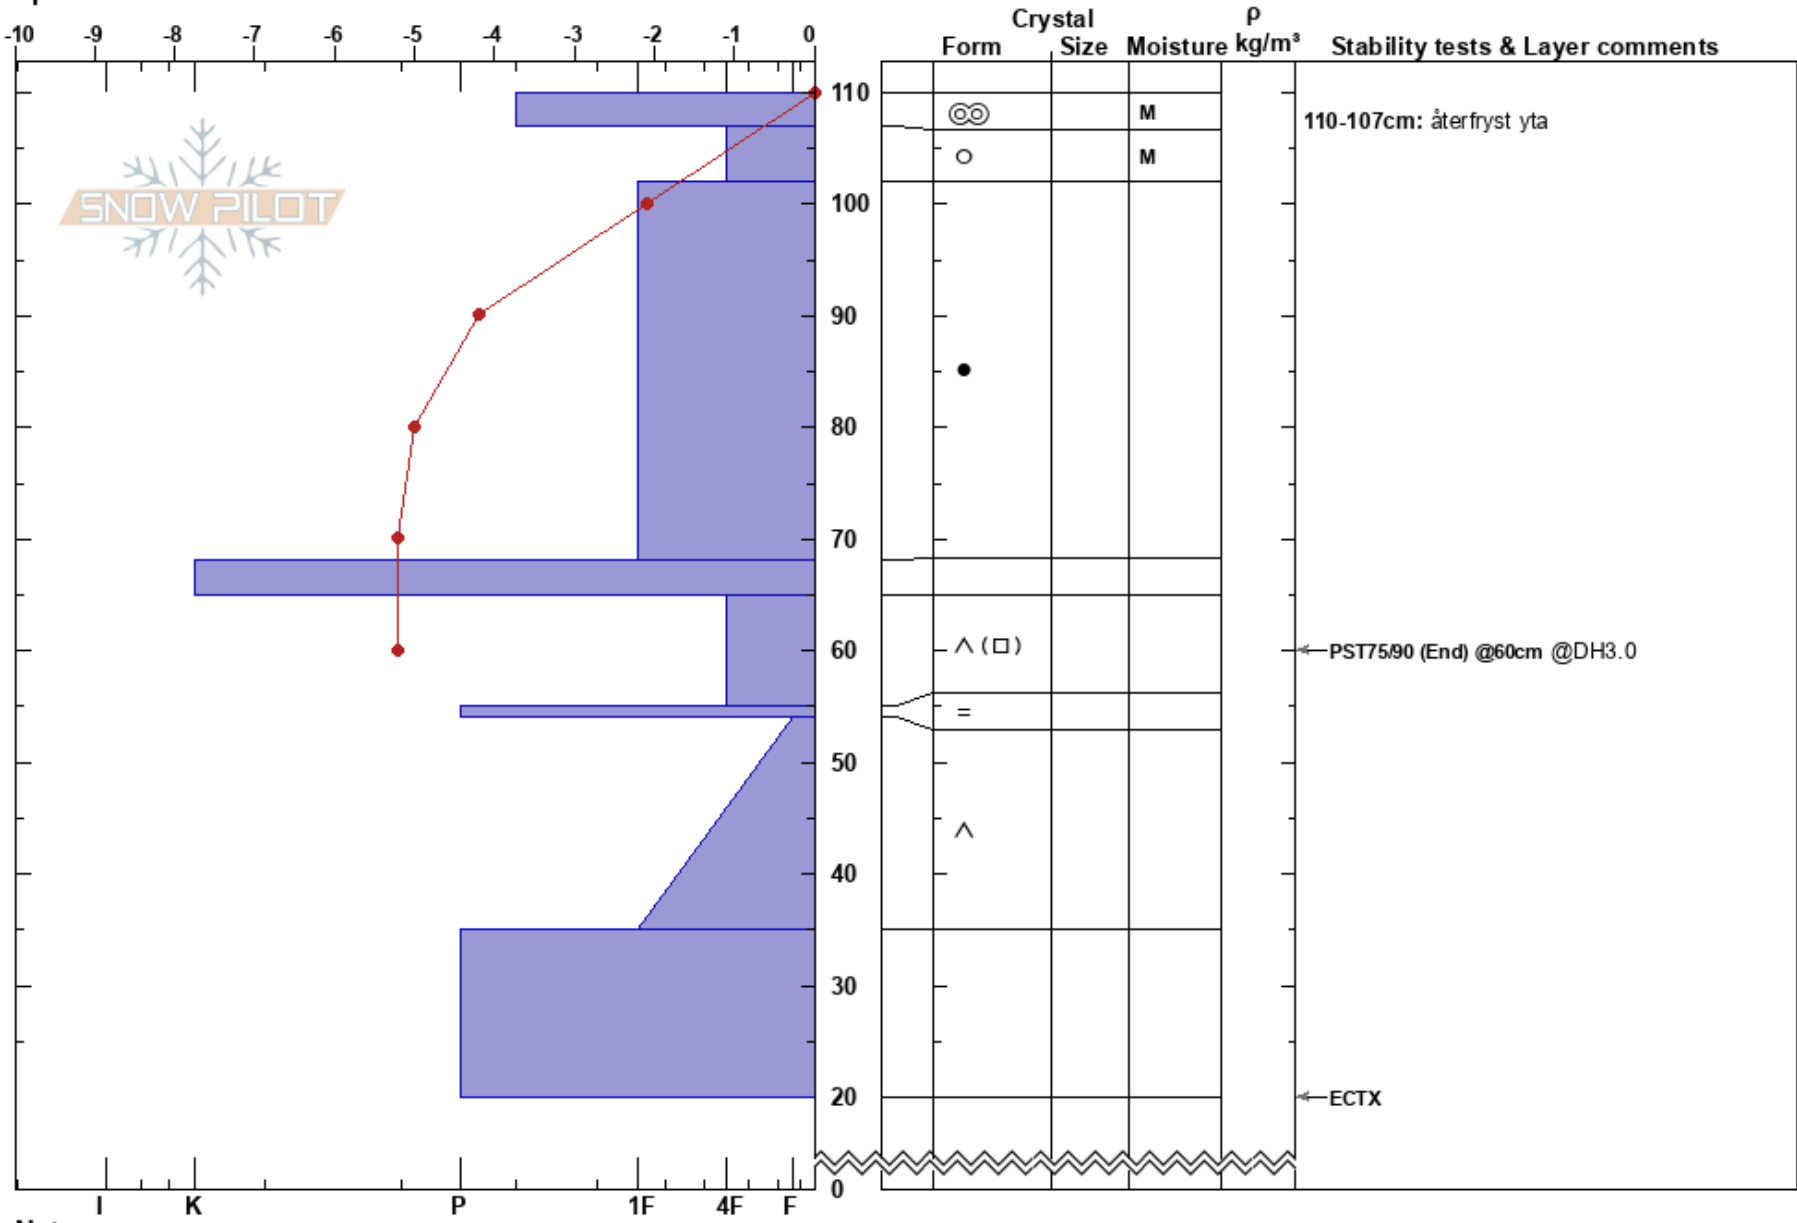 Crystal ρ
-10 -9 -8 -7 -6 -5 -4 -3 -2 -1 0 Form Size Moisture kg/m³ Stability tests & Layer comments
110
M
110-107cm: återfryst yta
M
SNOW PILOT
100
90
80
70
60
(□)
PST75/90 (End) @60cm @DH3.0
=
50
40
30
20
ECTX
0
I K P 1F 4F F